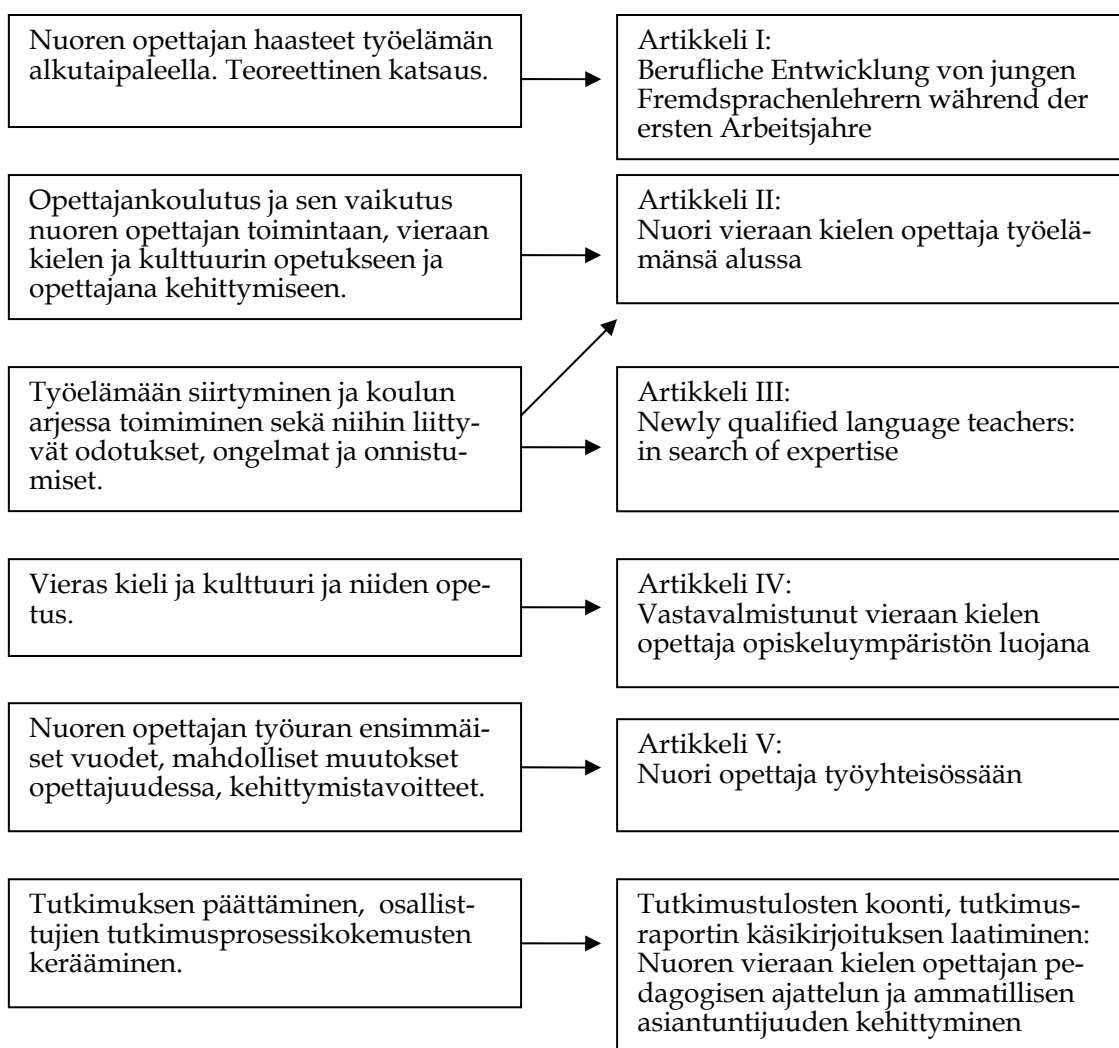 Nuoren opettajan haasteet työelämän
alkutaipaleella. Teoreettinen katsaus.
Artikkeli I:
Berufliche Entwicklung von jungen
Fremdsprachenlehrern während der
ersten Arbeitsjahre
Opettajankoulutus ja sen vaikutus
nuoren opettajan toimintaan, vieraan
kielen ja kulttuurin opetukseen ja
opettajana kehittymiseen.
Artikkeli II:
Nuori vieraan kielen opettaja työelä-
mänsä alussa
Työelämään siirtyminen ja koulun
arjessa toimiminen sekä niihin liitty-
vät odotukset, ongelmat ja onnistu-
miset.
Artikkeli III:
Newly qualified language teachers:
in search of expertise
Vieras kieli ja kulttuuri ja niiden ope-
tus.
Artikkeli IV:
Vastavalmistunut vieraan kielen
opettaja opiskeluympäristön luojana
Nuoren opettajan työuran ensimmäi-
set vuodet, mahdolliset muutokset
opettajuudessa, kehittymistavoitteet.
Artikkeli V:
Nuori opettaja työyhteisössään
Tutkimuksen päättäminen, osallist-
tujien tutkimusprosessikokemusten
kerääminen.
Tutkimustulosten koonti, tutkimus-
raportin käsikirjoituksen laatiminen:
Nuoren vieraan kielen opettajan pe-
dagogisen ajattelun ja ammatillisen
asiantuntijuuden kehittyminen